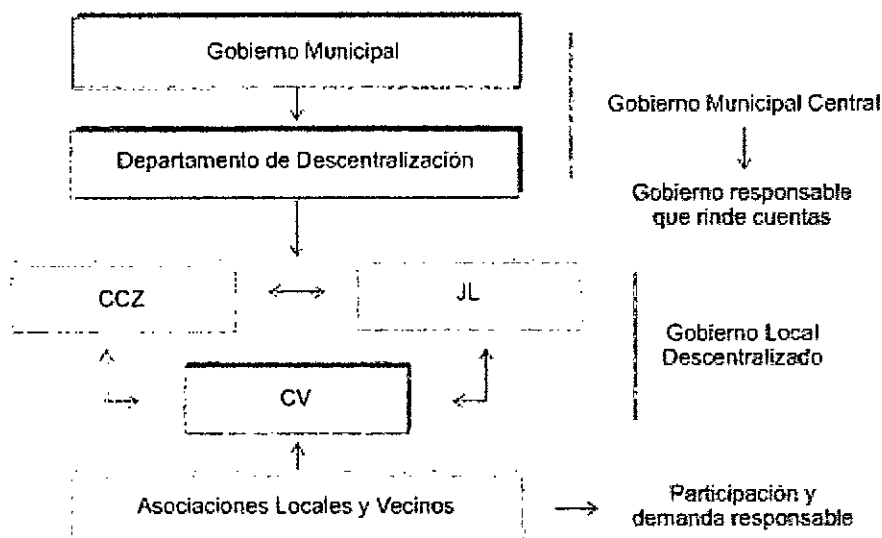 Gobierno Municipal
Departamento de Descentralización
Gobierno Municipal Central
Gobierno responsable
que rinde cuentas
CCZ
JL
CV
Gobierno Local
Descentralizado
Asociaciones Locales y Vecinos
Participación y
demanda responsable